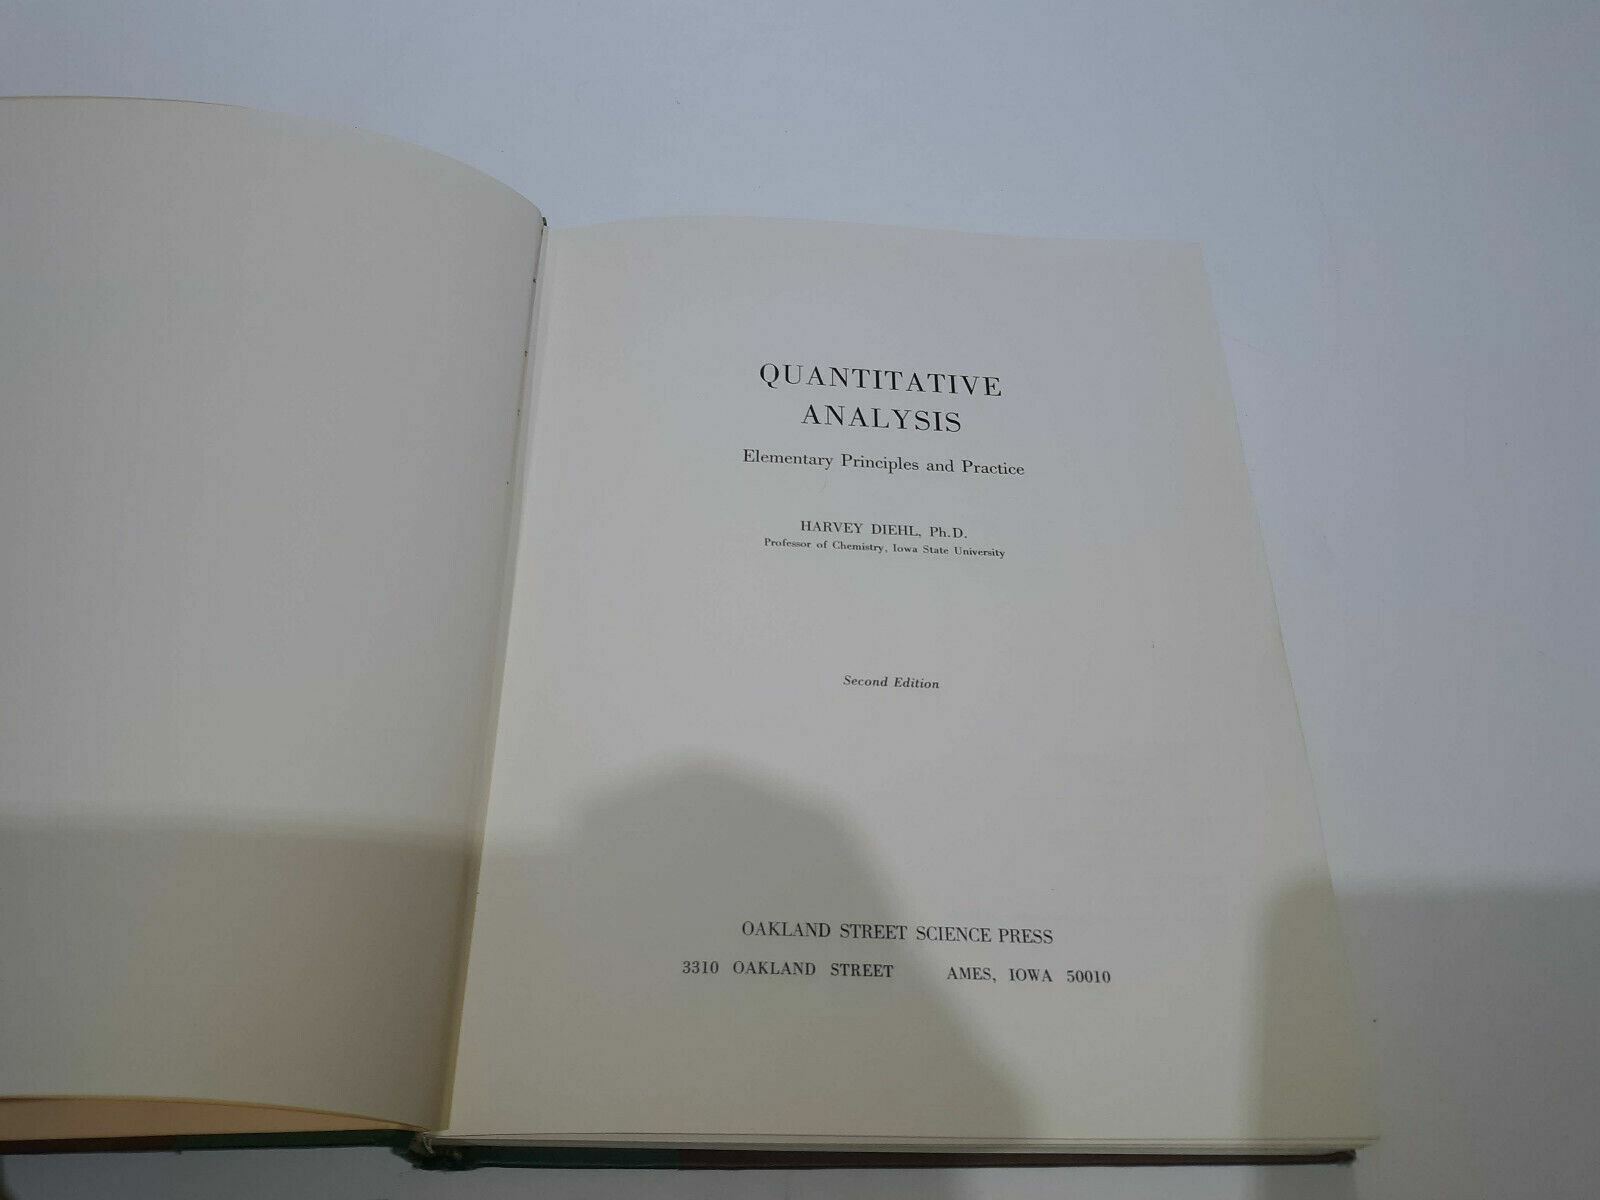 QUANTITATIVE
ANALYSIS
Elementary Principles and Practice
HARVEY DIEHL, Ph.D.
Professor of Chemistry, Iowa State University
Second Edition
OAKLAND STREET SCIENCE PRESS
3310 OAKLAND STREET AMES, IOWA 50010